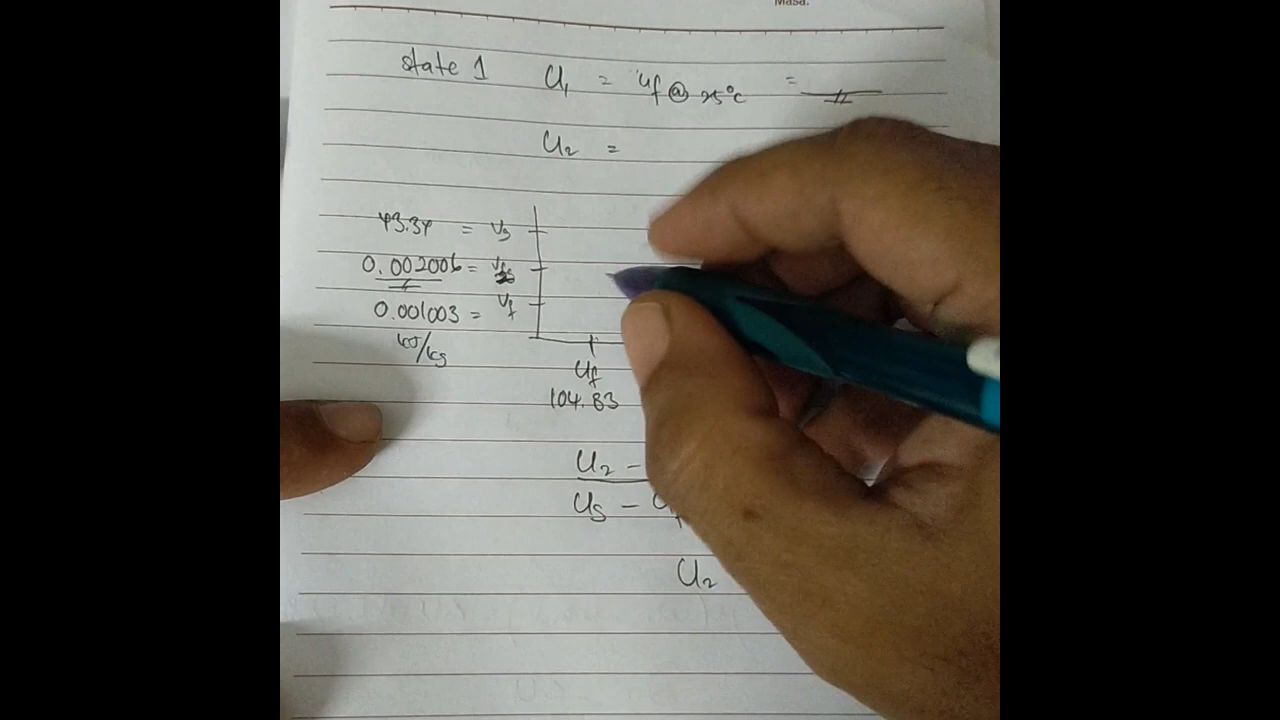 Masa:
state 1 U₁ = uf @ 25°C =
U₂ =
43.34 = vg
0.002006 =
0.001003 = vf
kJ/kg
Uf
104.83
U₂ –
Ug –
U₂